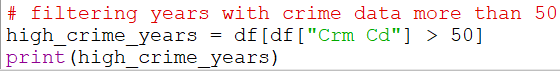 # filtering years with crime data more than 50
high_crime_years = df[df["Crm Cd"] > 50]
print(high_crime_years)